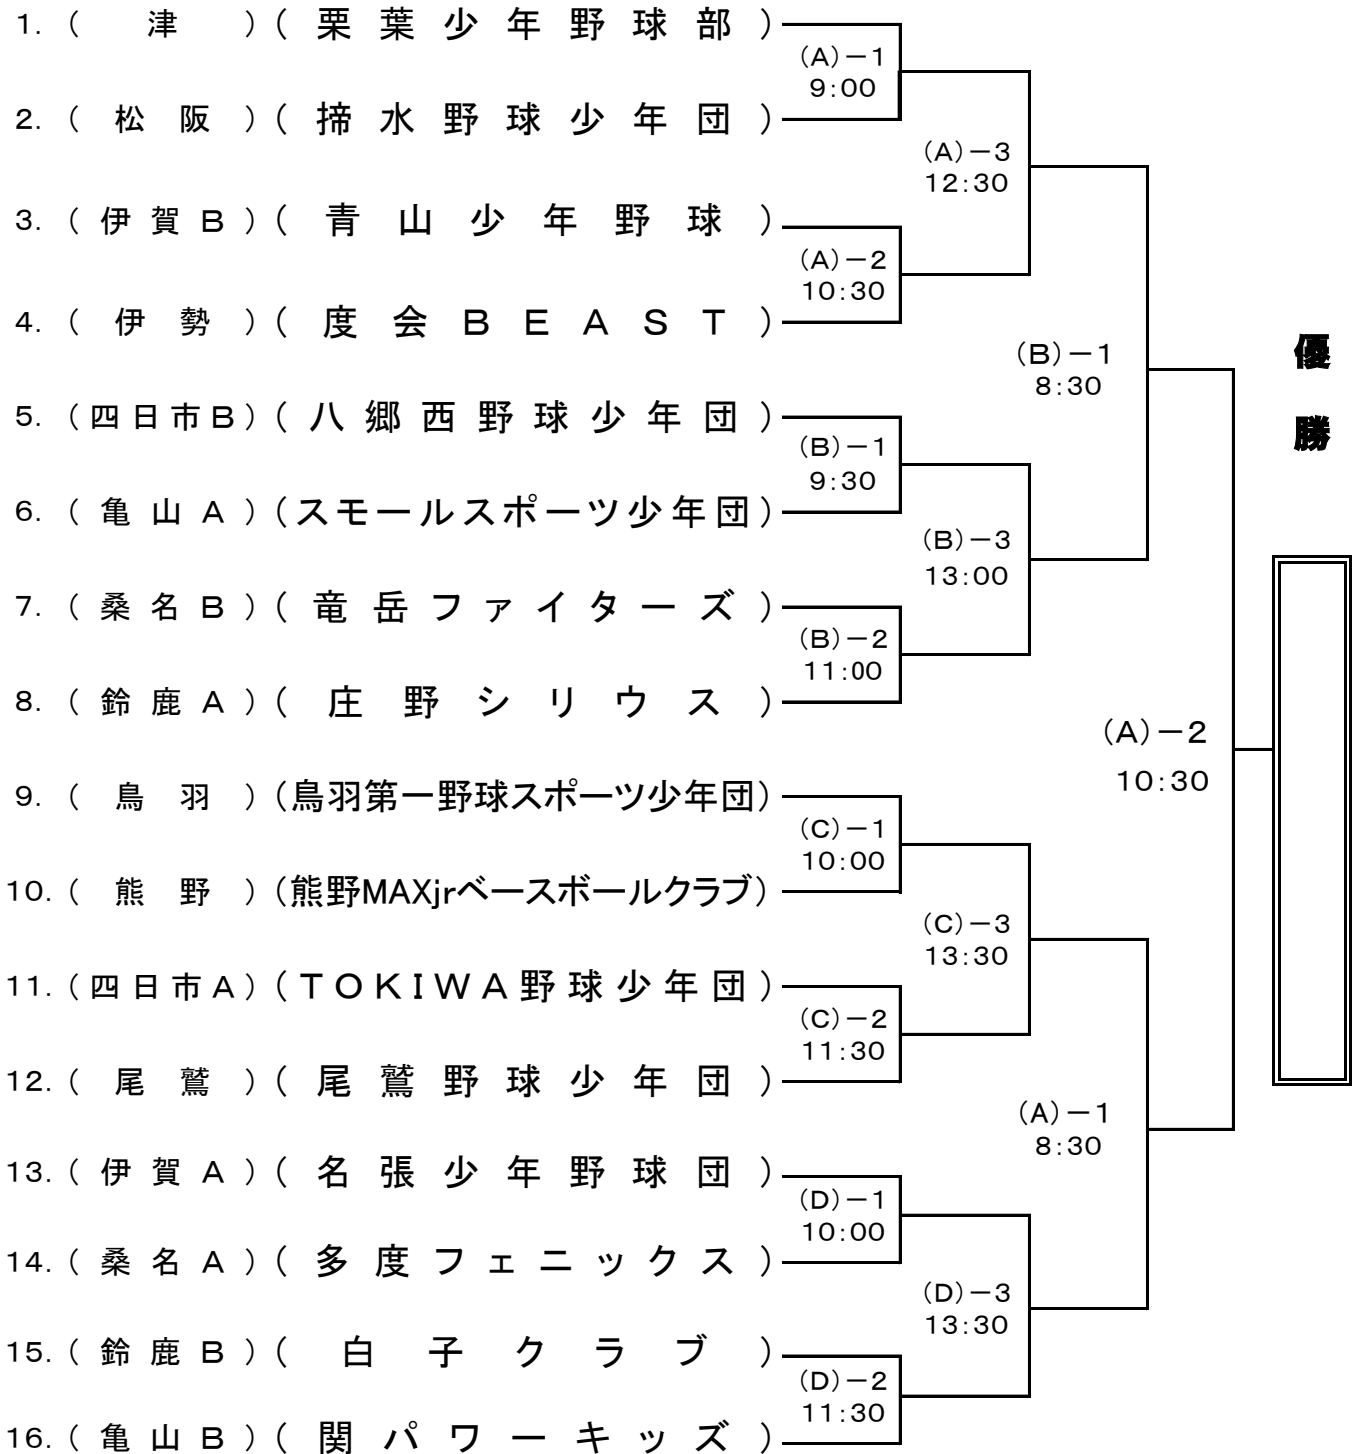 1. ( 津 ) ( 栗葉少年野球部 )
(A)－1
9:00
2. ( 松阪 ) ( 揥水野球少年団 )
(A)－3
12:30
3. ( 伊賀B ) ( 青山少年野球 )
(A)－2
10:30
4. ( 伊勢 ) ( 度会BEAST )
(B)－1
8:30
優勝
5. ( 四日市B ) ( 八郷西野球少年団 )
(B)－1
9:30
6. ( 亀山A ) ( スモールスポーツ少年団 )
(B)－3
13:00
7. ( 桑名B ) ( 竜岳ファイターズ )
(B)－2
11:00
8. ( 鈴鹿A ) ( 庄野シリウス )
(A)－2
10:30
9. ( 鳥羽 ) ( 鳥羽第一野球スポーツ少年団 )
(C)－1
10:00
10. ( 熊野 ) ( 熊野MAXjrベースボールクラブ )
(C)－3
13:30
11. ( 四日市A ) ( TOKIWA野球少年団 )
(C)－2
11:30
12. ( 尾鷲 ) ( 尾鷲野球少年団 )
(A)－1
8:30
13. ( 伊賀A ) ( 名張少年野球団 )
(D)－1
10:00
14. ( 桑名A ) ( 多度フェニックス )
(D)－3
13:30
15. ( 鈴鹿B ) ( 白子クラブ )
(D)－2
11:30
16. ( 亀山B ) ( 関パワーキッズ )